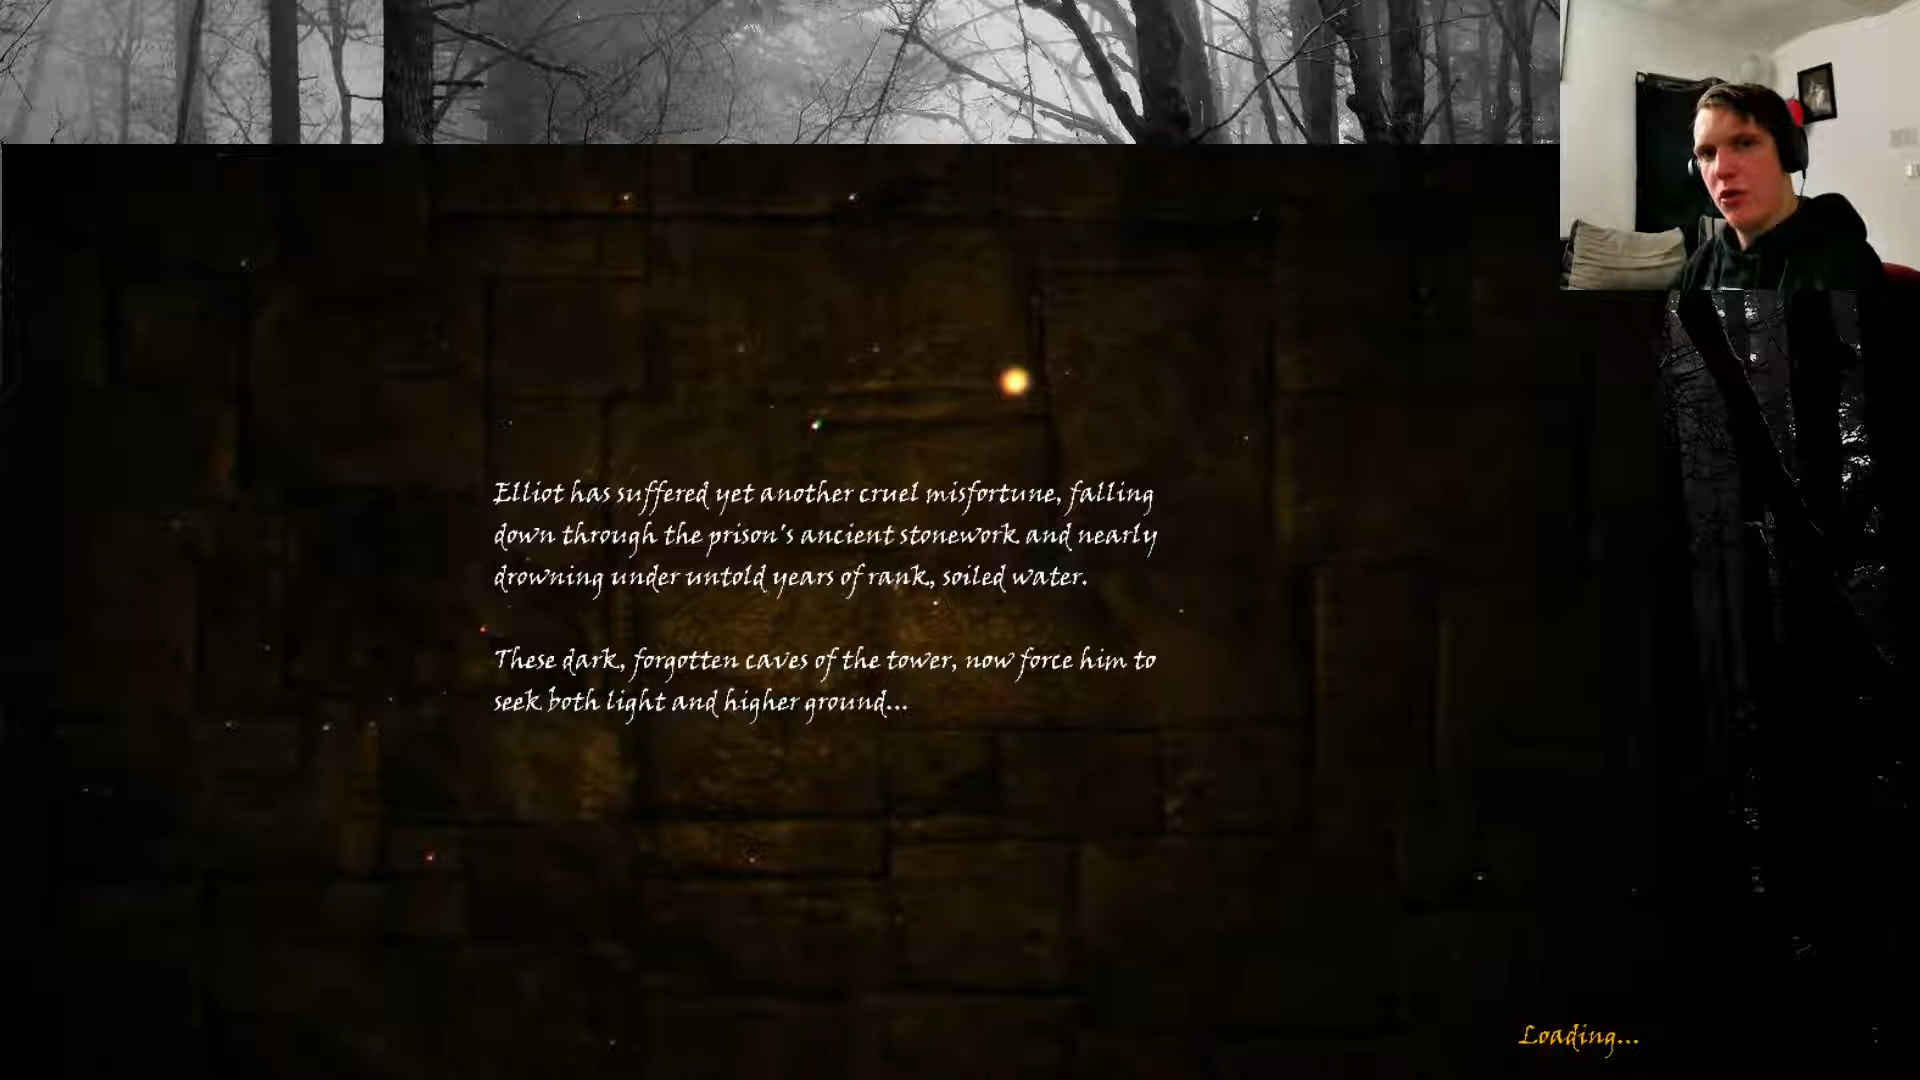 Elliot has suffered yet another cruel misfortune, falling
down through the prison's ancient stonework and nearly
drowning under untold years of rank, soiled water.
These dark, forgotten caves of the tower, now force him to
seek both light and higher ground...
Loading...